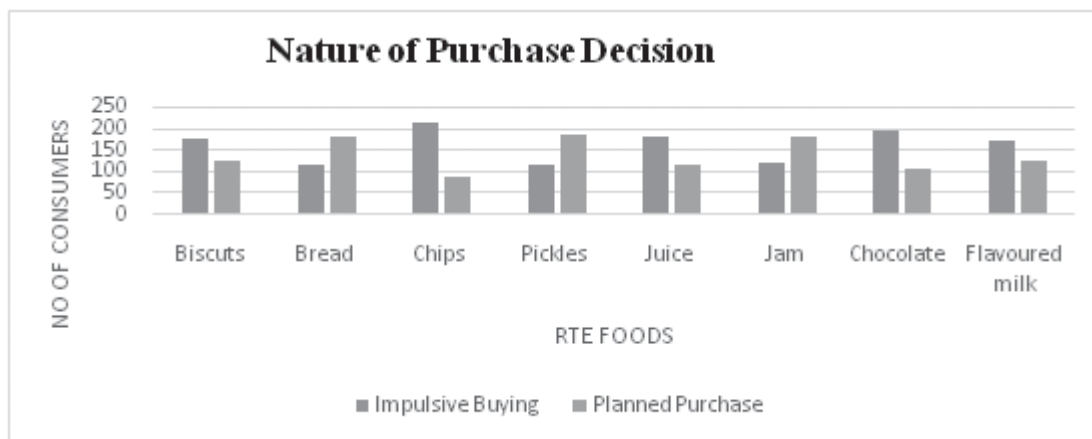 Nature of Purchase Decision
NO OF CONSUMERS
250
200
150
100
50
0
Biscuts Bread Chips Pickles Juice Jam Chocolate Flavoured
milk
RTE FOODS
Impulsive Buying Planned Purchase